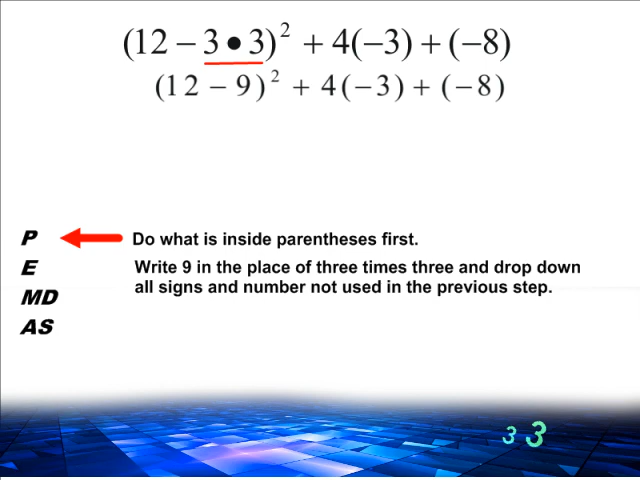 (12 − 3 • 3)² + 4(−3) + (−8)
(12 − 9)² + 4(−3) + (−8)
P
Do what is inside parentheses first.
E
Write 9 in the place of three times three and drop down
all signs and number not used in the previous step.
MD
AS
3 3